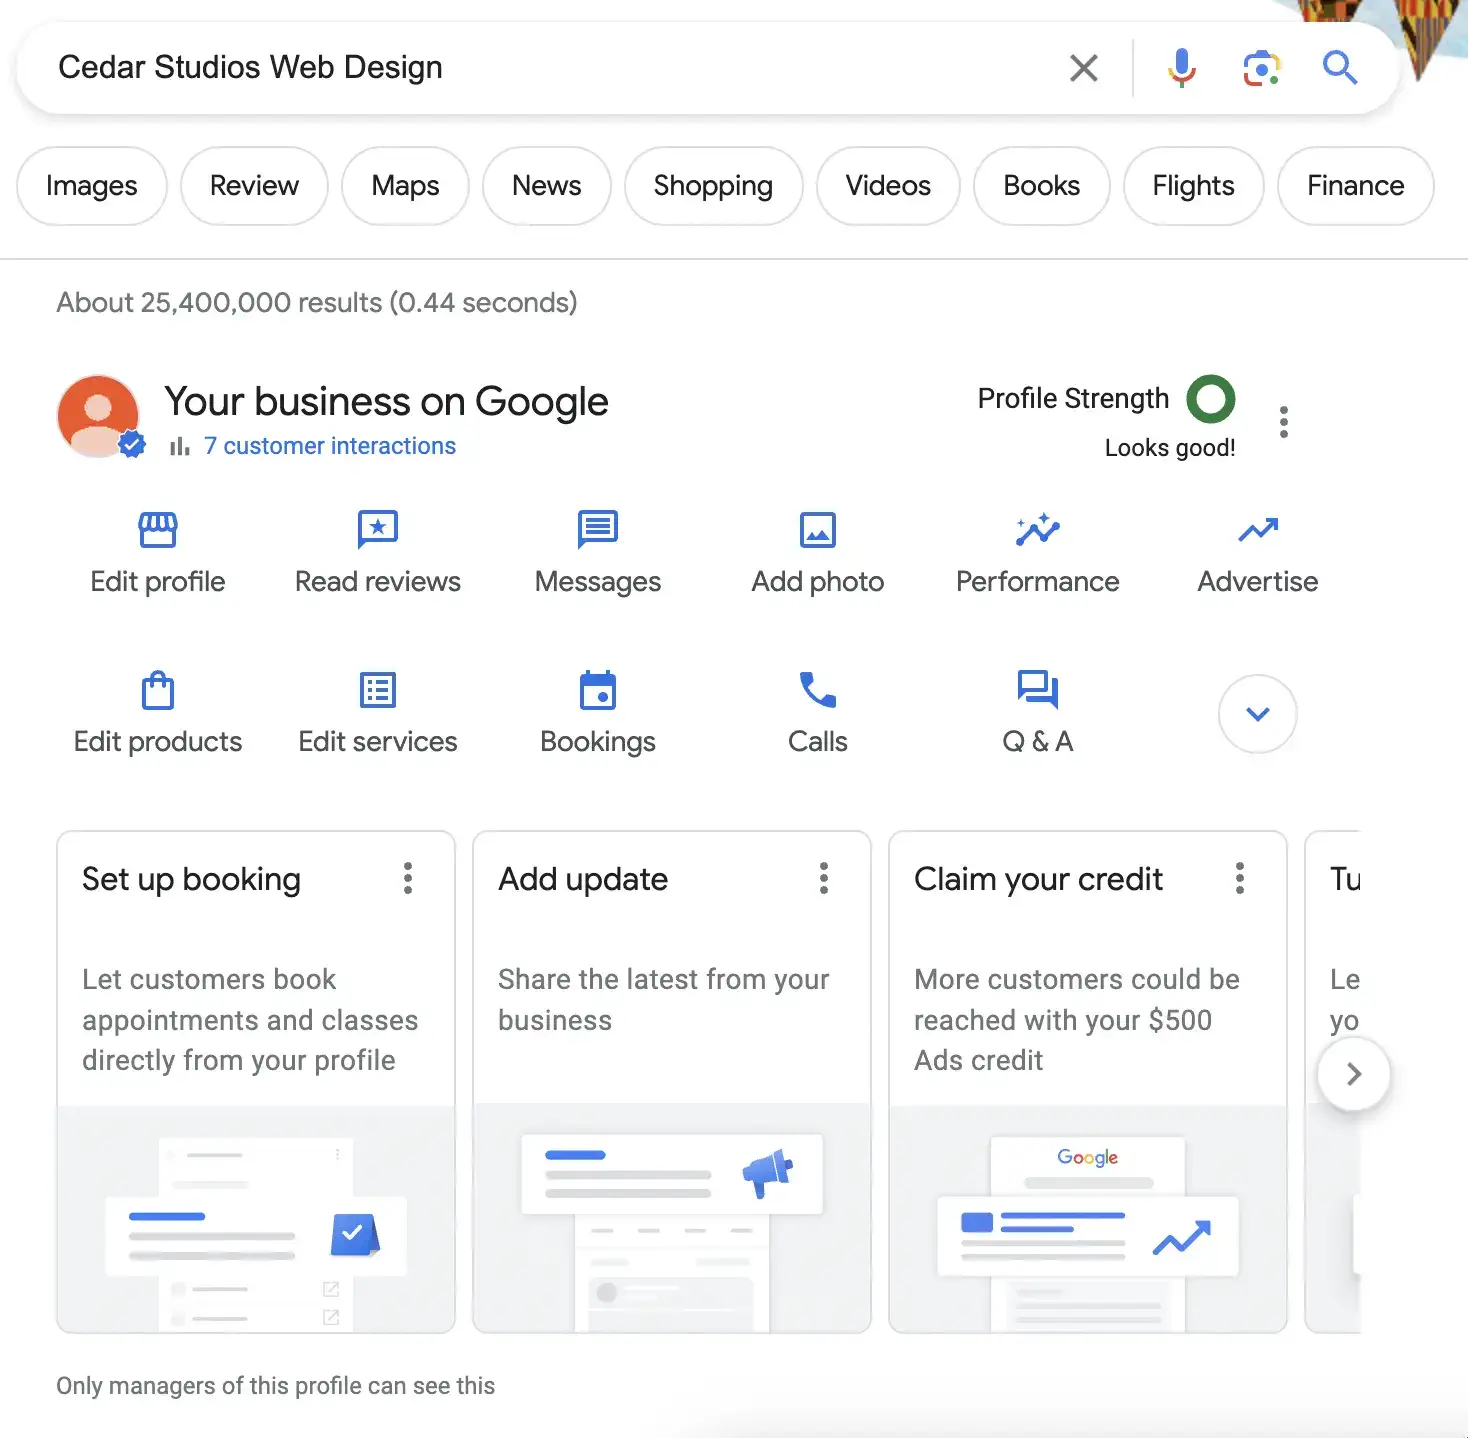 Cedar Studios Web Design
Images
Review
Maps
News
Shopping
Videos
Books
Flights
Finance
About 25,400,000 results (0.44 seconds)
Your business on Google
7 customer interactions
Profile Strength
Looks good!
Edit profile
Read reviews
Messages
Add photo
Performance
Advertise
Edit products
Edit services
Bookings
Calls
Q & A
Set up booking
Let customers book
appointments and classes
directly from your profile
Add update
Share the latest from your
business
Claim your credit
More customers could be
reached with your $500
Ads credit
Google
Tu
Le
yo
Only managers of this profile can see this